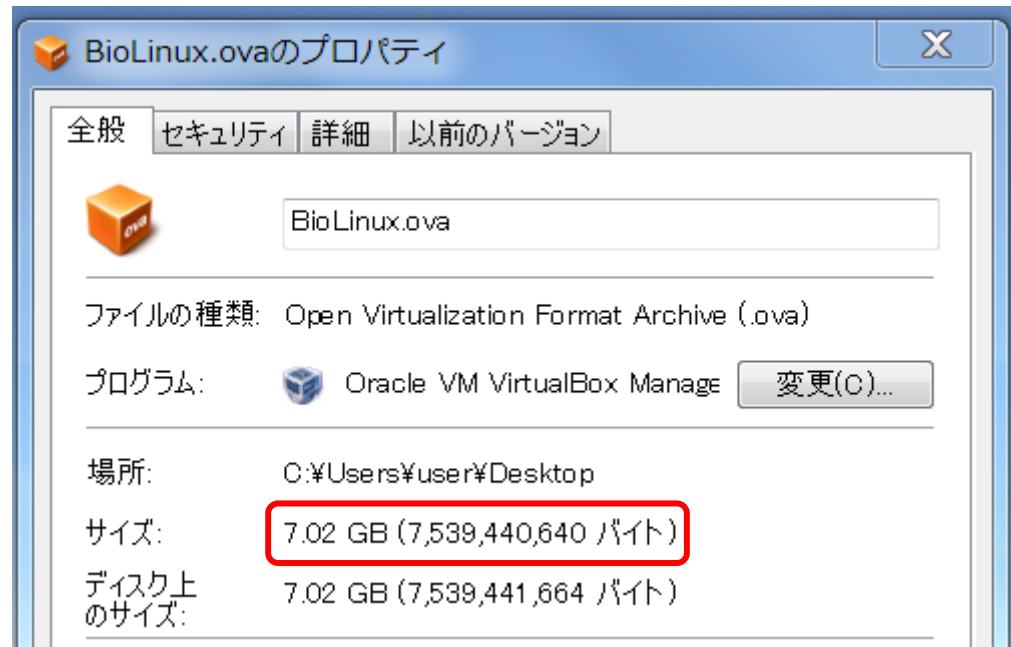 BioLinux.ovaのプロパティ
全般 セキュリティ 詳細 以前のバージョン
ova
BioLinux.ova
ファイルの種類: Open Virtualization Format Archive (.ova)
プログラム: Oracle VM VirtualBox Manage 変更(C)...
場所: C:¥Users¥user¥Desktop
サイズ: 7.02 GB (7,539,440,640 バイト)
ディスク上
のサイズ: 7.02 GB (7,539,441,664 バイト)